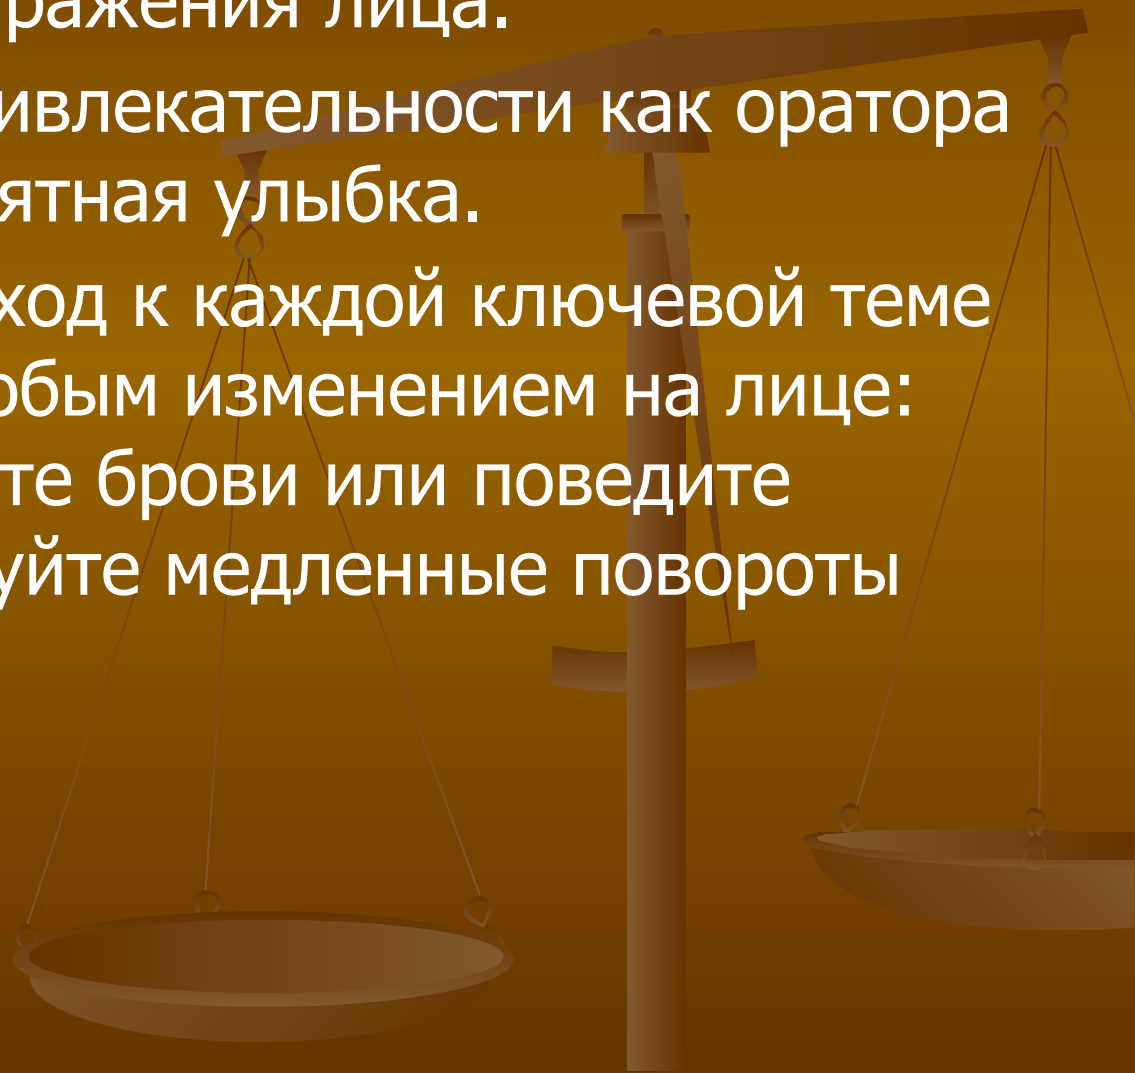 ражения лица.
ивлекательности как оратора
ятная улыбка.
ход к каждой ключевой теме
обым изменением на лице:
те брови или поведите
уйте медленные повороты